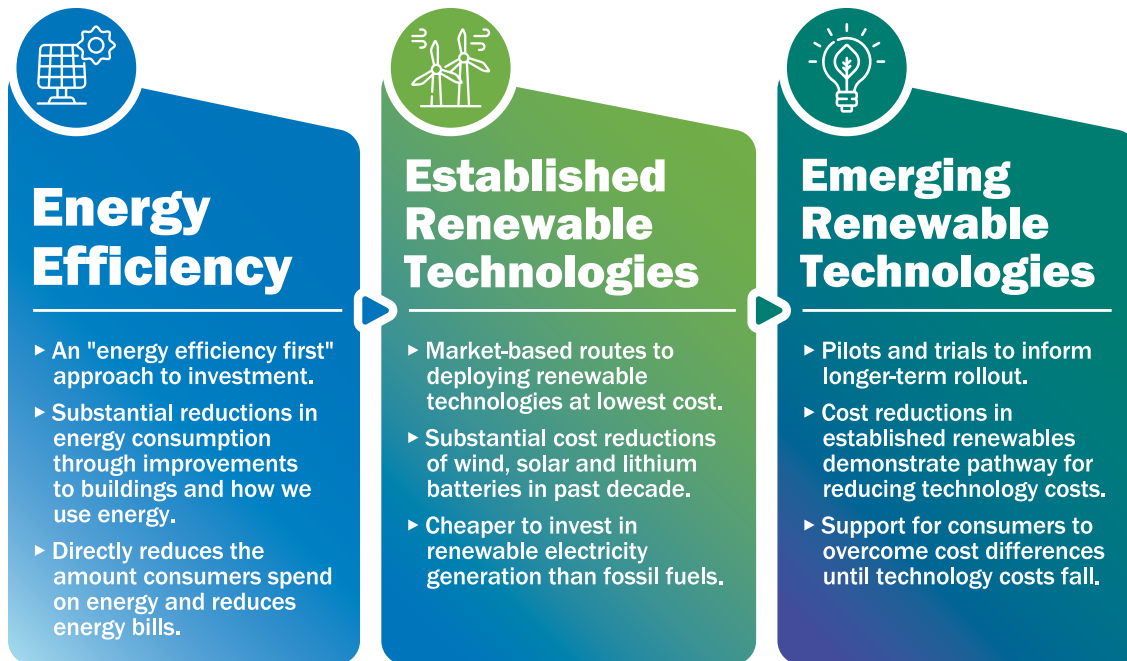 Energy
Efficiency
▸ An "energy efficiency first"
approach to investment.
▸ Substantial reductions in
energy consumption
through improvements
to buildings and how we
use energy.
▸ Directly reduces the
amount consumers spend
on energy and reduces
energy bills.
Established
Renewable
Technologies
▸ Market-based routes to
deploying renewable
technologies at lowest cost.
▸ Substantial cost reductions
of wind, solar and lithium
batteries in past decade.
▸ Cheaper to invest in
renewable electricity
generation than fossil fuels.
Emerging
Renewable
Technologies
▸ Pilots and trials to inform
longer-term rollout.
▸ Cost reductions in
established renewables
demonstrate pathway for
reducing technology costs.
▸ Support for consumers to
overcome cost differences
until technology costs fall.